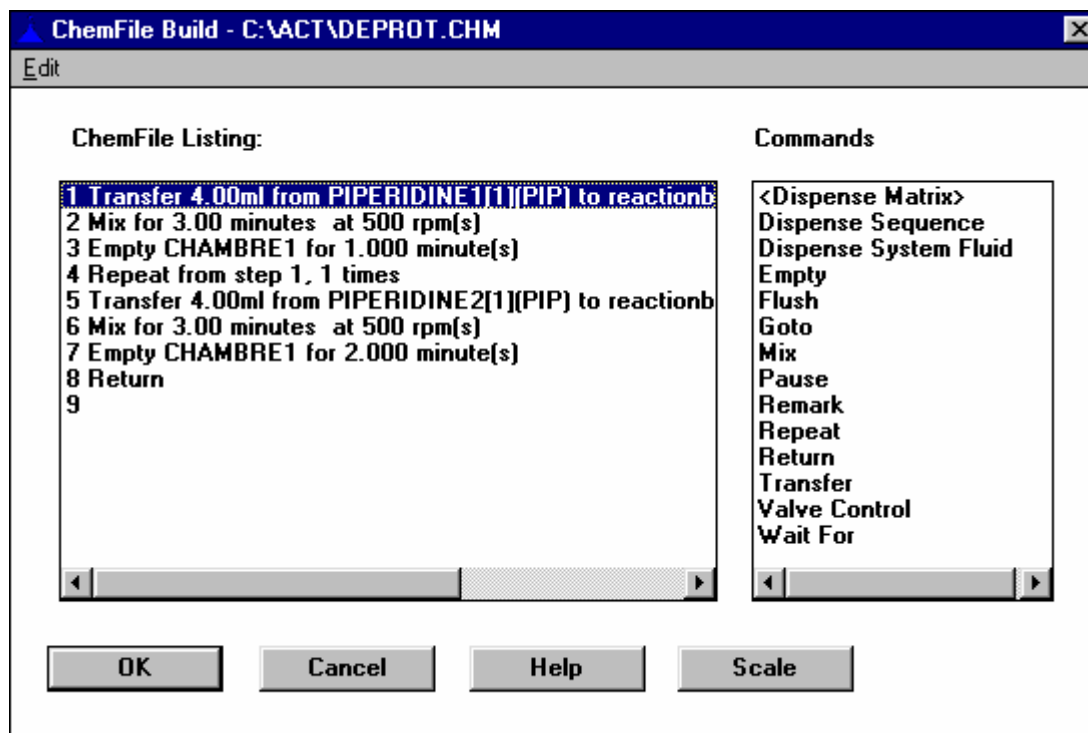 ChemFile Build - C:\ACT\DEPROT.CHM
Edit
ChemFile Listing:
1 Transfer 4.00ml from PIPERIDINE1[1](PIP) to reactionb
2 Mix for 3.00 minutes  at 500 rpm(s)
3 Empty CHAMBRE1 for 1.000 minute(s)
4 Repeat from step 1, 1 times
5 Transfer 4.00ml from PIPERIDINE2[1](PIP) to reactionb
6 Mix for 3.00 minutes  at 500 rpm(s)
7 Empty CHAMBRE1 for 2.000 minute(s)
8 Return
9
Commands
<Dispense Matrix>
Dispense Sequence
Dispense System Fluid
Empty
Flush
Goto
Mix
Pause
Remark
Repeat
Return
Transfer
Valve Control
Wait For
OK
Cancel
Help
Scale